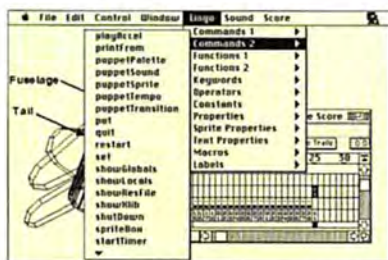 File Edit Control Window Lingo Sound Score
playAccel
printFrom
puppetPalette
puppetSound
puppetSprite
puppetTempo
puppetTransition
put
quit
restart
set
showGlobals
showLocals
showResFile
showXlib
shutDown
spriteBox
startTimer
Commands 1
Commands 2
Functions 1
Functions 2
Keywords
Operators
Constants
Properties
Sprite Properties
Text Properties
Macros
Labels
Fuselage
Tail
e Score
Trails
25 30